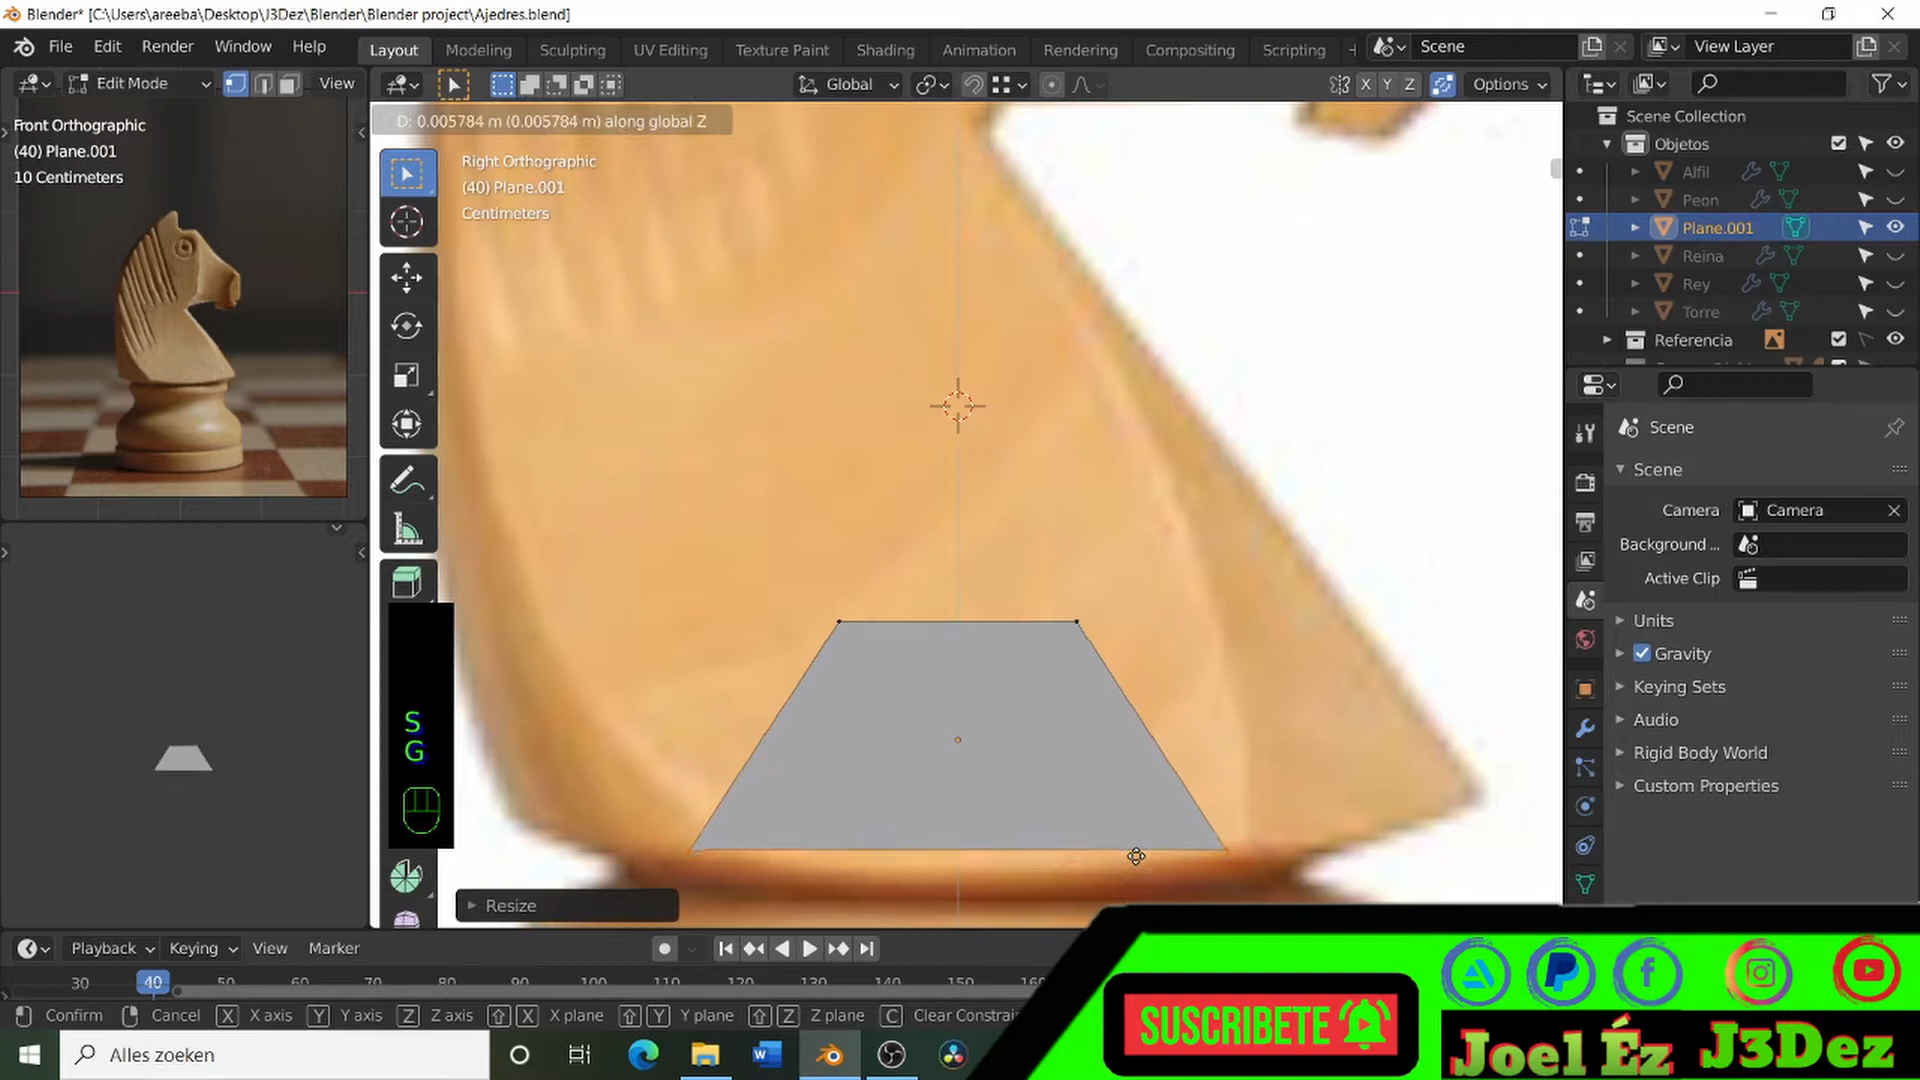 Blender* [C:\Users\areeba\Desktop\J3Dez\Blender\Blender project\Ajedres.blend]
File Edit Render Window Help
Layout Modeling Sculpting UV Editing Texture Paint Shading Animation Rendering Compositing Scripting
Scene
View Layer
Edit Mode
View
Global
X Y Z
Options
Front Orthographic
(40) Plane.001
10 Centimeters
D: 0.005784 m (0.005784 m) along global Z
Right Orthographic
(40) Plane.001
Centimeters
Scene Collection
Objetos
Alfil
Peon
Plane.001
Reina
Rey
Torre
Referencia
Scene
Scene
Camera Camera
Background ...
Active Clip
Units
Gravity
Keying Sets
Audio
Rigid Body World
Custom Properties
S
G
Resize
Playback Keying View Marker
30 40 50 60 70 80 90 100 110 120 130 140 150 160
Confirm Cancel X X axis Y Y axis Z Z axis X X plane Y Y plane Z Z plane C Clear Constrain
Alles zoeken
SUSCRIBETE
Joel Éz J3Dez